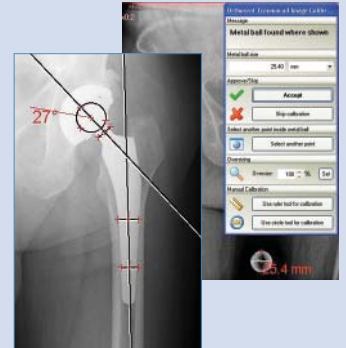 Message
Metal ball found where shown
Metal ball size
25.40 mm
Approve/Skip
Accept
Skip calibration
Select another point inside metal ball
Select another point
Oversizing
Oversize: 100 % Set
Manual Calibration
Use ruler tool for calibration
Use circle tool for calibration
27°
25.4 mm